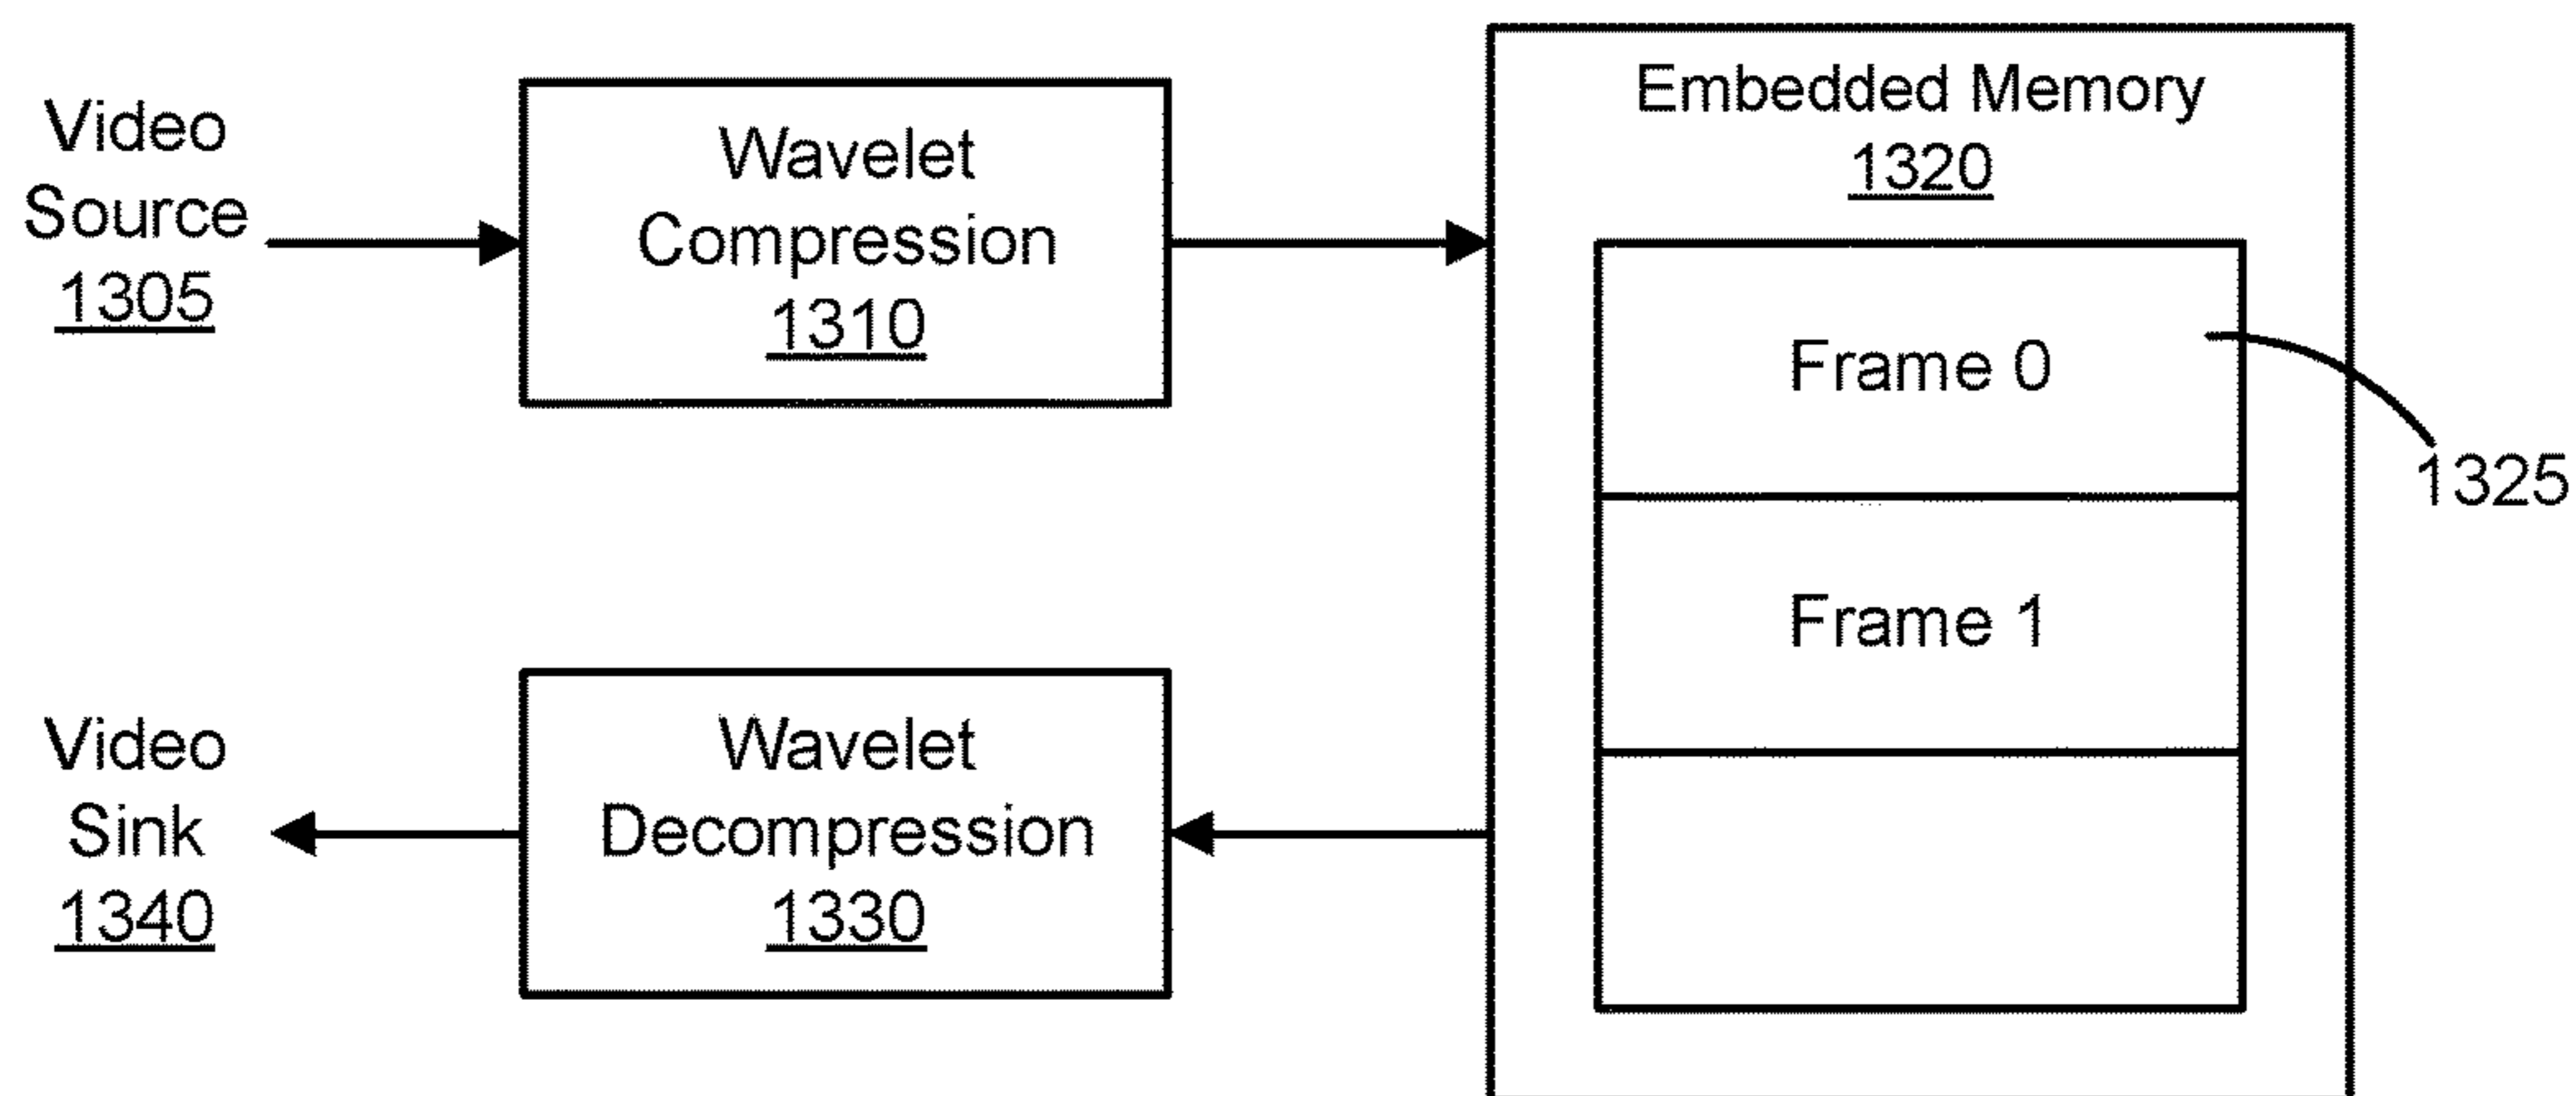 Video
Source
1305
Wavelet
Compression
1310
Embedded Memory
1320
Frame 0
1325
Frame 1
Video
Sink
1340
Wavelet
Decompression
1330